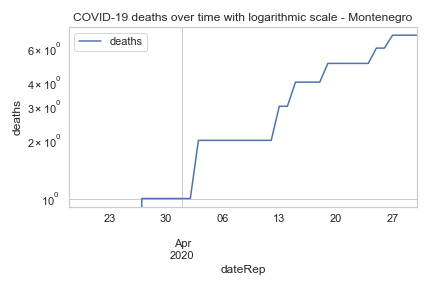 COVID-19 deaths over time with logarithmic scale - Montenegro
deaths
6 × 10⁰
4 × 10⁰
3 × 10⁰
2 × 10⁰
10⁰
deaths
23
30
06
13
20
27
Apr
2020
dateRep